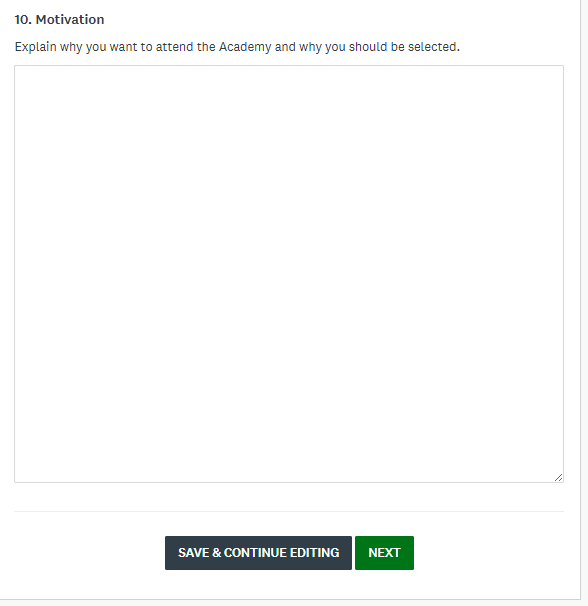 10. Motivation
Explain why you want to attend the Academy and why you should be selected.
SAVE & CONTINUE EDITING
NEXT